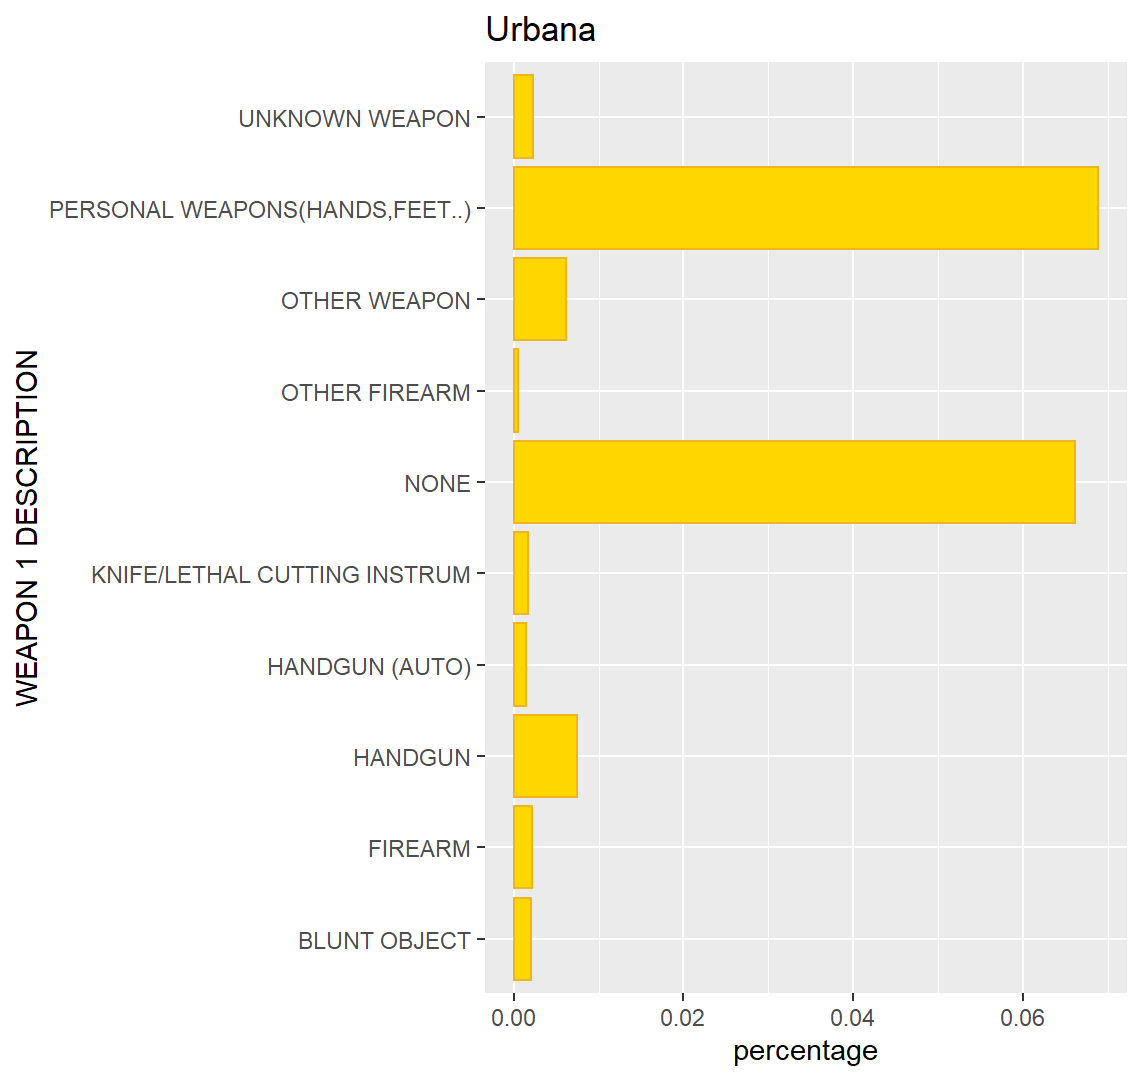 Urbana
UNKNOWN WEAPON
PERSONAL WEAPONS(HANDS,FEET..)
OTHER WEAPON
OTHER FIREARM
NONE
KNIFE/LETHAL CUTTING INSTRUM
HANDGUN (AUTO)
HANDGUN
FIREARM
BLUNT OBJECT
WEAPON 1 DESCRIPTION
0.00 0.02 0.04 0.06
percentage